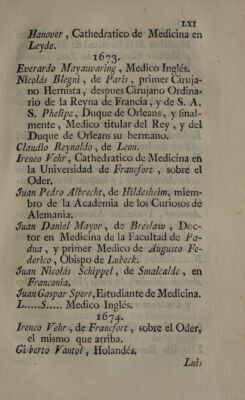 LXI
Hanover, Cathedratico de Medicina en
Leyde.
1673.
Everardo Mayauwaring, Medico Inglés.
Nicolás Blegni, de París, primer Ciruja-
no Hernista, despues Cirujano Ordina-
rio de la Reyna de Francia, y de S. A.
S. Phelipe, Duque de Orleans, y final-
mente, Medico titular del Rey, y del
Duque de Orleans su hermano.
Claudio Reynaldo, de Leon.
Ireneo Vehr, Cathedratico de Medicina en
la Universidad de Francfort, sobre el
Oder.
Juan Pedro Albrecht, de Hildesheim, miem-
bro de la Academia de los Curiosos de
Alemania.
Juan Daniel Mayor, de Breslaw, Doc-
tor en Medicina de la Facultad de Pa-
dua, y primer Medico de Augusto Fe-
derico, Obispo de Lubeck.
Juan Nicolás Schippel, de Smalcalde, en
Franconia.
Juan Gaspar Sperr, Estudiante de Medicina.
L.....S..... Medico Inglés.
1674.
Ireneo Vehr, de Francfort, sobre el Oder,
el mismo que arriba.
Gisberto Vantol, Holandés,
Luis